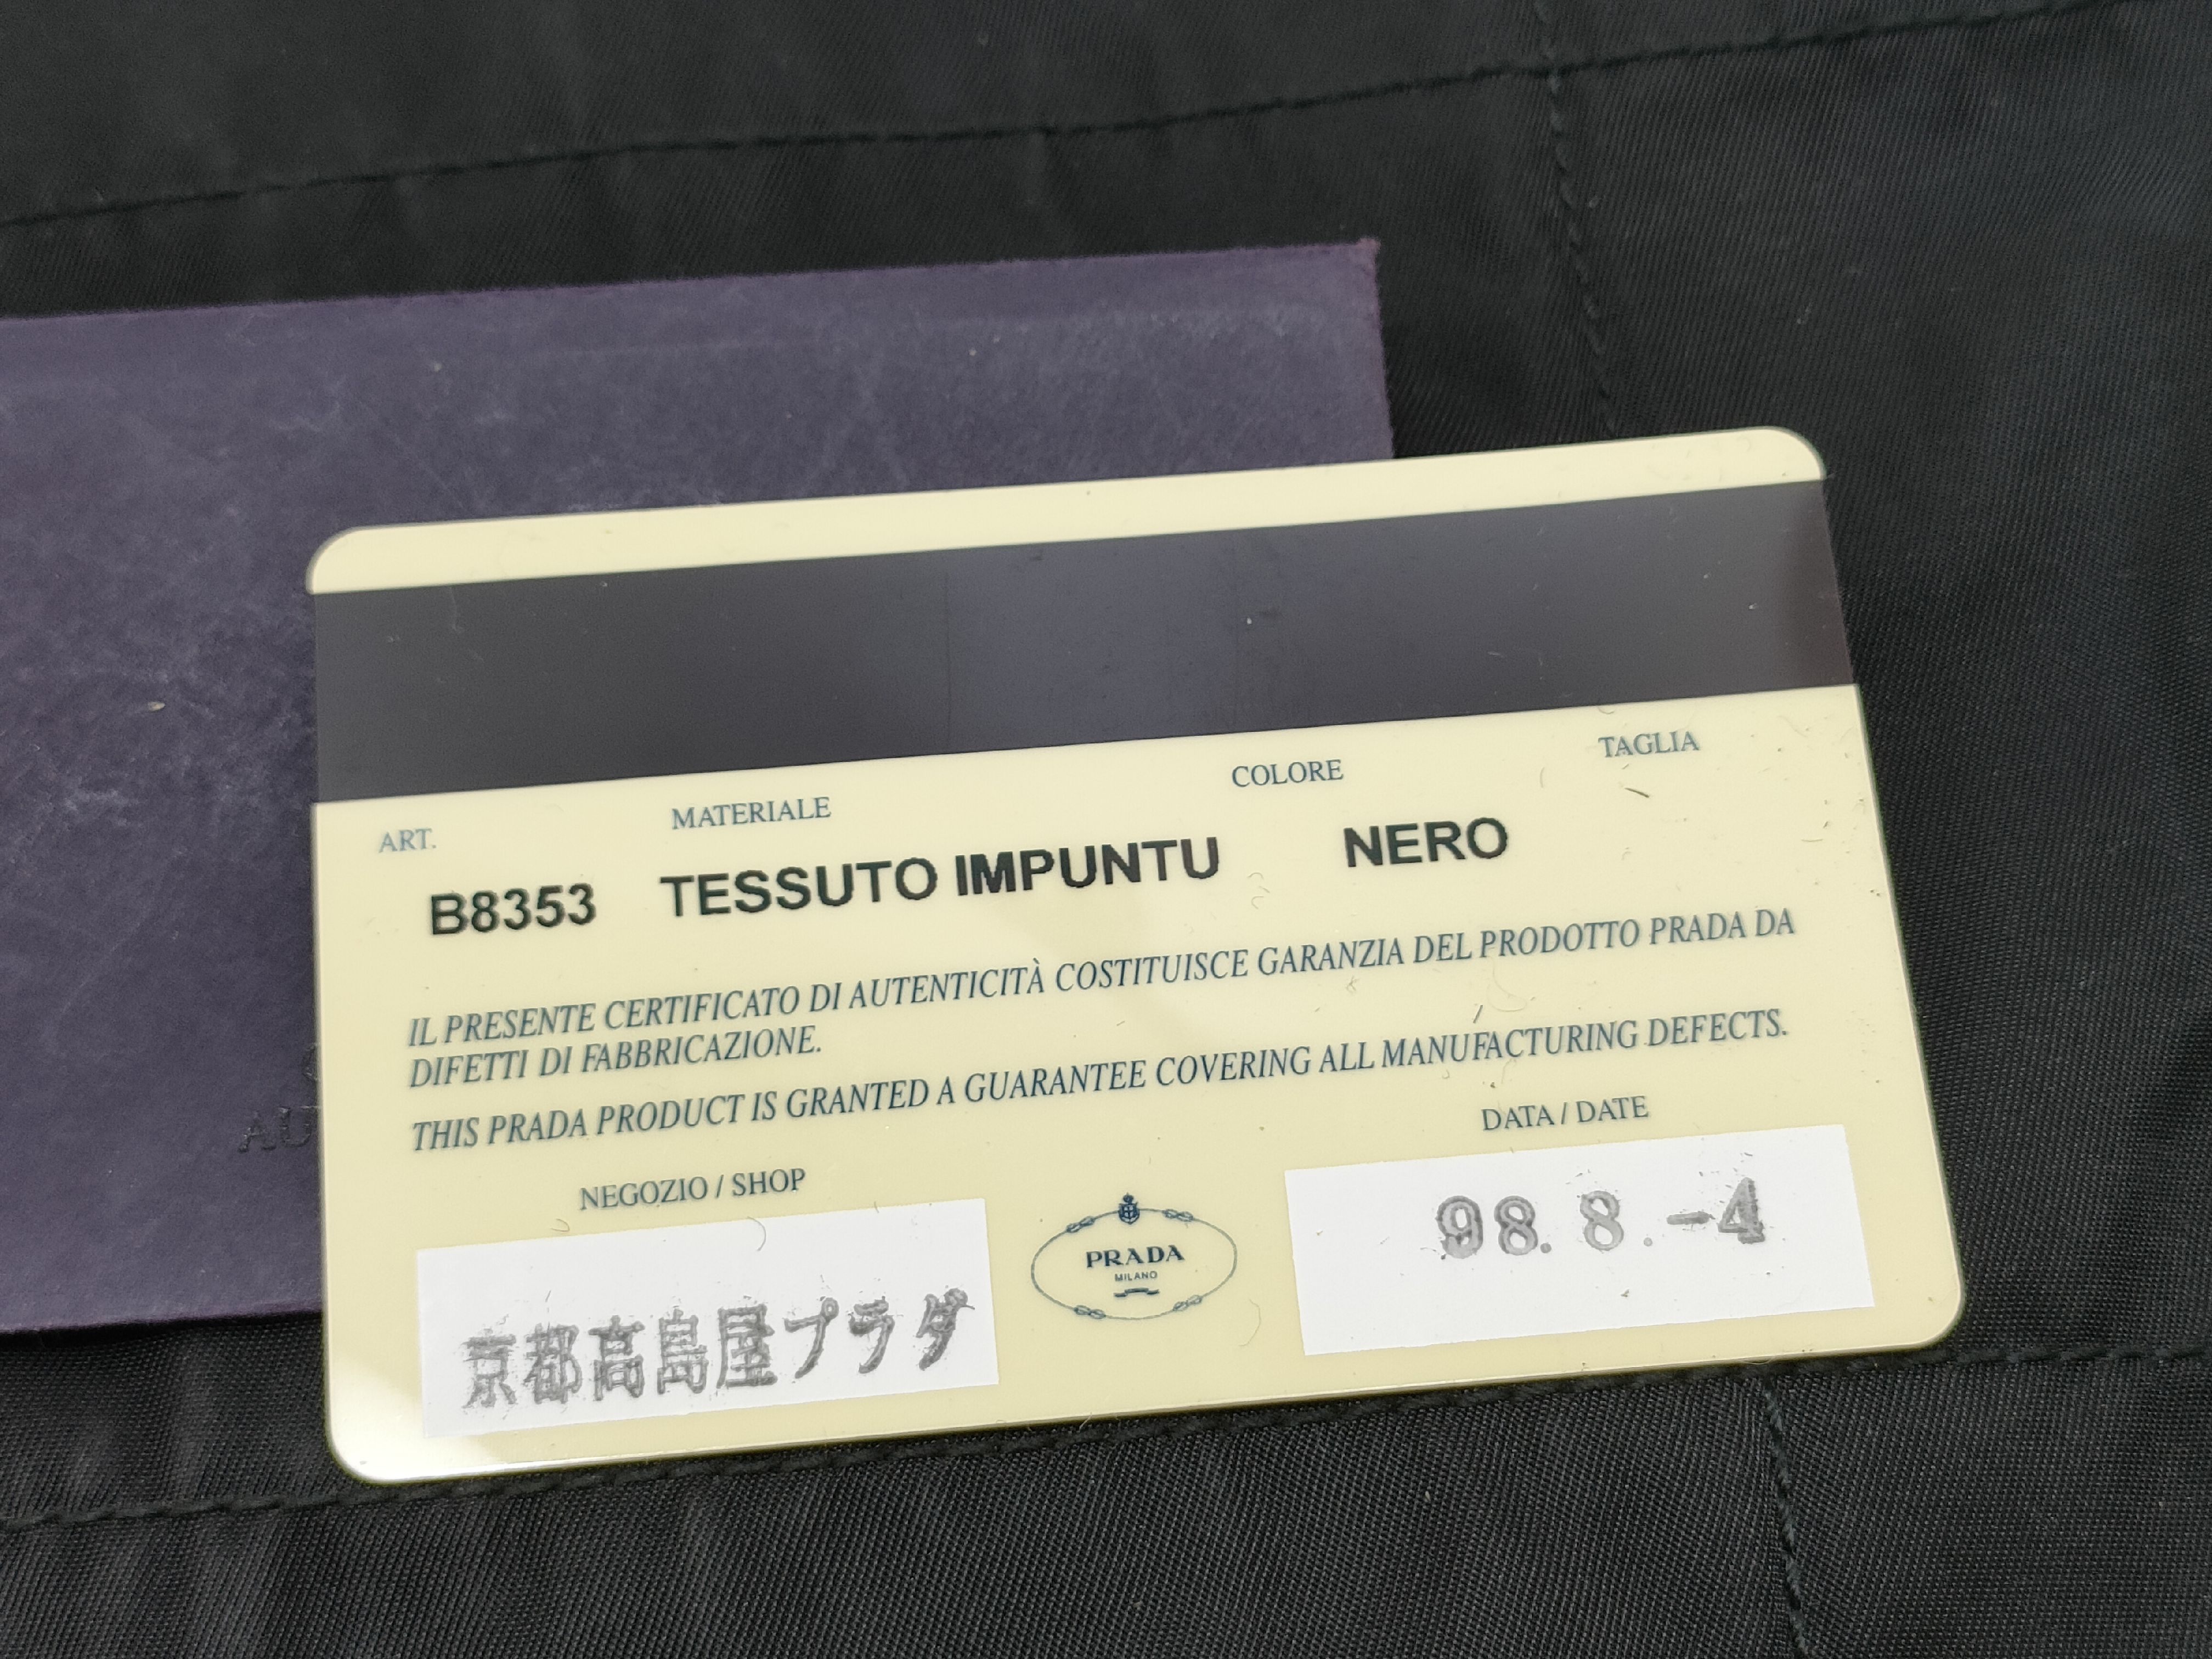 ART.
MATERIALE
COLORE
TAGLIA
B8353 TESSUTO IMPUNTU NERO
IL PRESENTE CERTIFICATO DI AUTENTICITÀ COSTITUISCE GARANZIA DEL PRODOTTO PRADA DA
DIFETTI DI FABBRICAZIONE.
THIS PRADA PRODUCT IS GRANTED A GUARANTEE COVERING ALL MANUFACTURING DEFECTS.
NEGOZIO / SHOP
DATA / DATE
京都高島屋プラダ
PRADA
MILANO
98. 8. -4